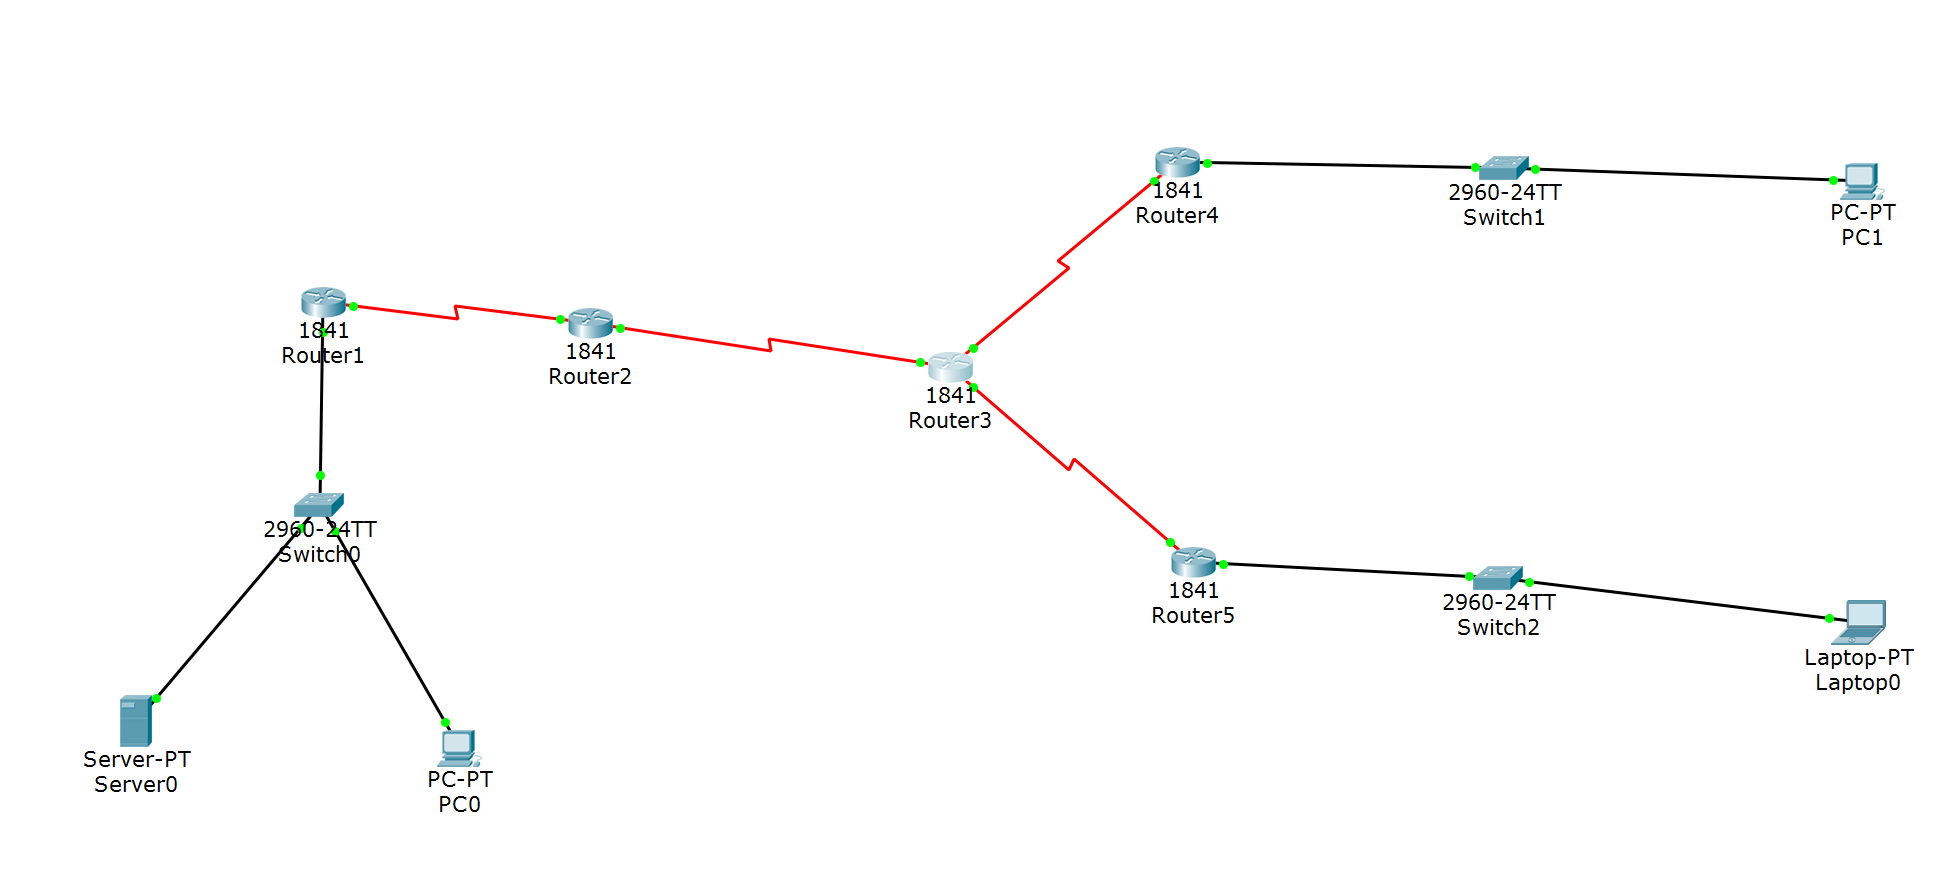 1841
Router4
2960-24TT
Switch1
PC-PT
PC1
1841
Router1
1841
Router2
1841
Router3
2960-24TT
Switch0
1841
Router5
2960-24TT
Switch2
Laptop-PT
Laptop0
Server-PT
Server0
PC-PT
PC0